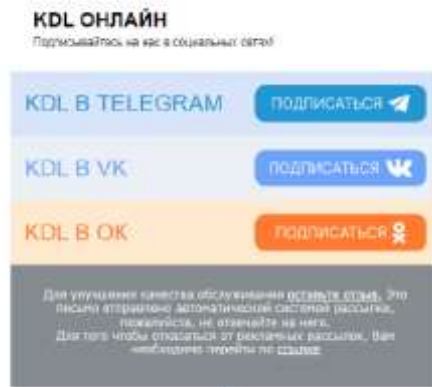 KDL ОНЛАЙН
Подписывайтесь на нас в социальных сетях!
KDL В TELEGRAM
ПОДПИСАТЬСЯ
KDL В VK
ПОДПИСАТЬСЯ
KDL В ОК
ПОДПИСАТЬСЯ
Для улучшения качества обслуживания оставьте отзыв. Это
письмо отправлено автоматической системой рассылки,
пожалуйста, не отвечайте на него.
Для того чтобы отказаться от рекламных рассылок, Вам
необходимо перейти по ссылке